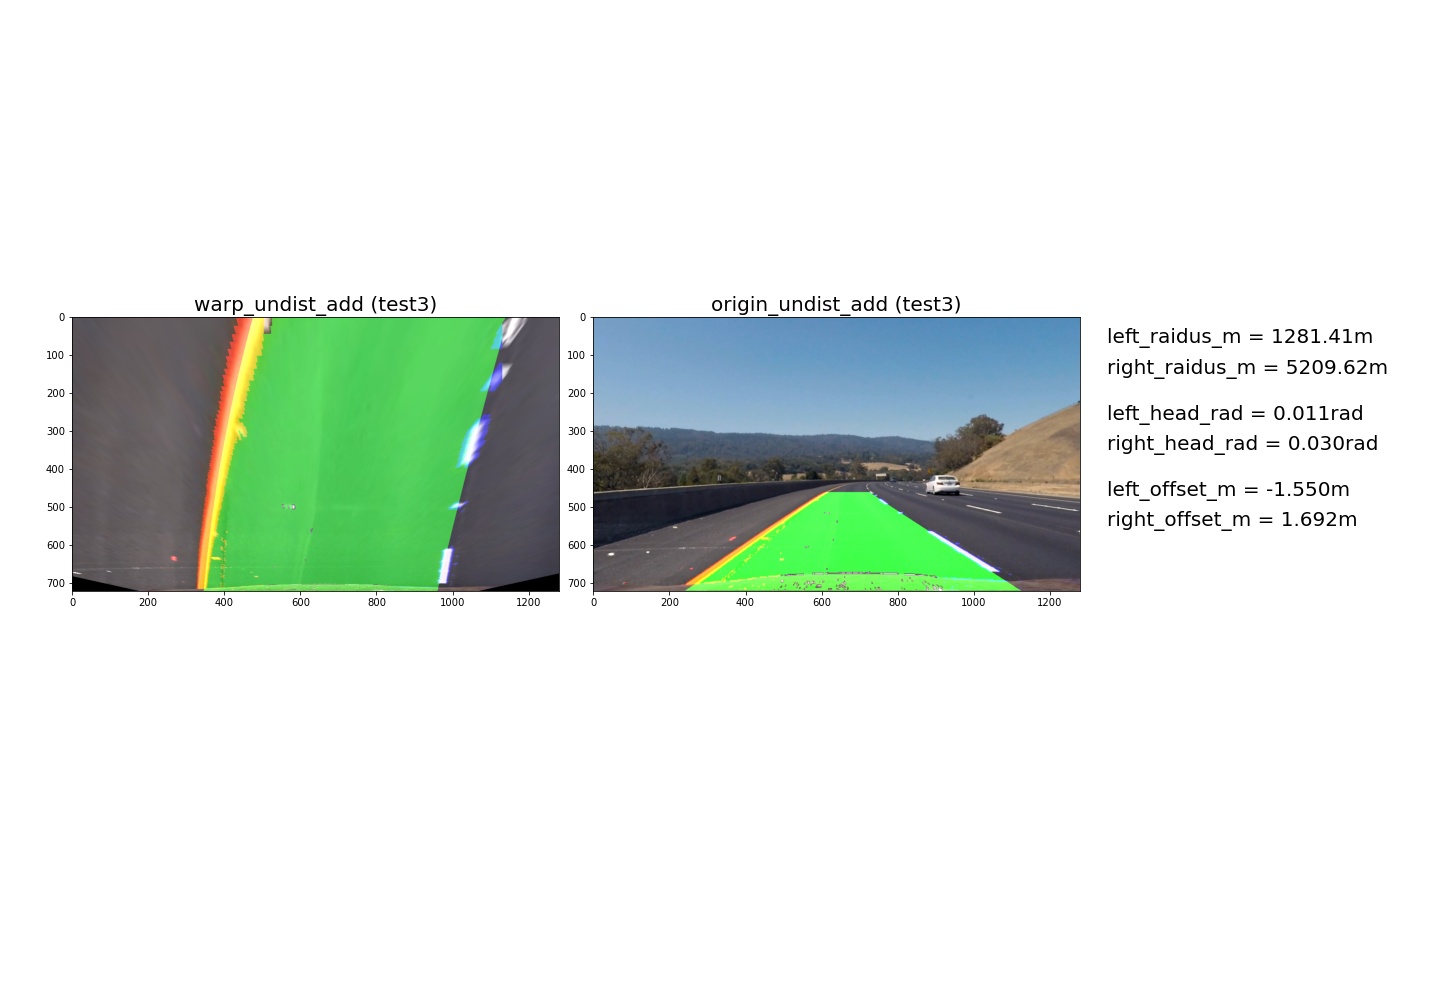 warp_undist_add (test3)
0
100
200
300
400
500
600
700
0 200 400 600 800 1000 1200
origin_undist_add (test3)
0
100
200
300
400
500
600
700
0 200 400 600 800 1000 1200
left_raidus_m = 1281.41m
right_raidus_m = 5209.62m
left_head_rad = 0.011rad
right_head_rad = 0.030rad
left_offset_m = -1.550m
right_offset_m = 1.692m